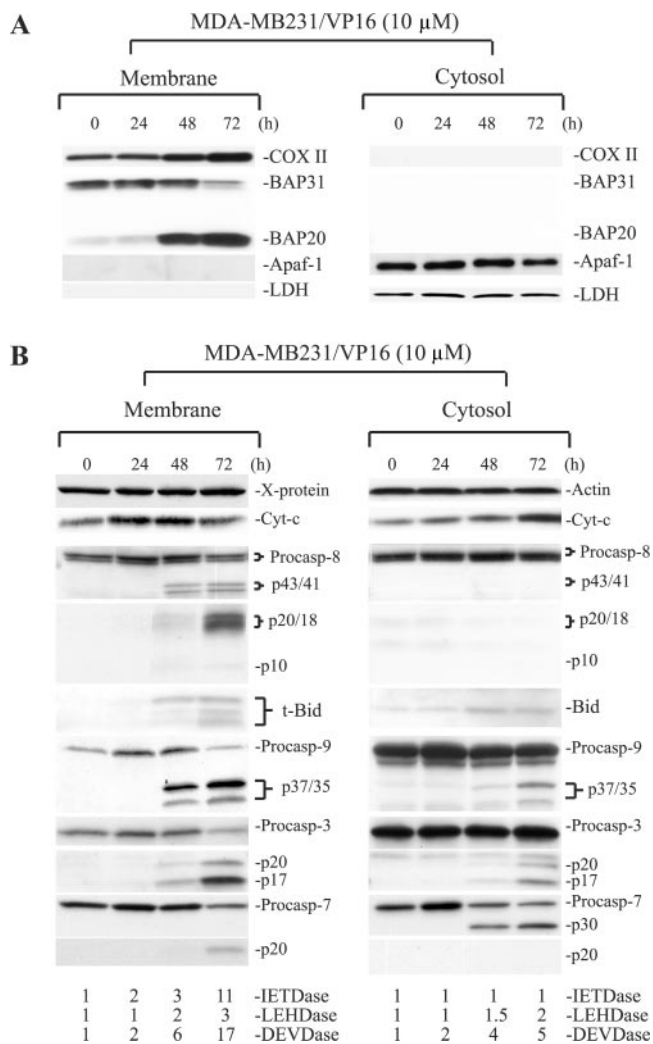 A
MDA-MB231/VP16 (10 µM)
Membrane Cytosol
0 24 48 72 (h) 0 24 48 72 (h)
-COX II -COX II
-BAP31 -BAP31
-BAP20 -BAP20
-Apaf-1 -Apaf-1
-LDH -LDH
B
MDA-MB231/VP16 (10 µM)
Membrane Cytosol
0 24 48 72 (h) 0 24 48 72 (h)
-X-protein -Actin
-Cyt-c -Cyt-c
Procasp-8 Procasp-8
p43/41 p43/41
p20/18 p20/18
-p10 -p10
t-Bid -Bid
-Procasp-9 -Procasp-9
p37/35 p37/35
-Procasp-3 -Procasp-3
-p20 -p20
-p17 -p17
-Procasp-7 -Procasp-7
-p30
-p20 -p20
1 2 3 11 -IETDase 1 1 1 1 -IETDase
1 1 2 3 -LEHDase 1 1 1.5 2 -LEHDase
1 2 6 17 -DEVDase 1 2 4 5 -DEVDase